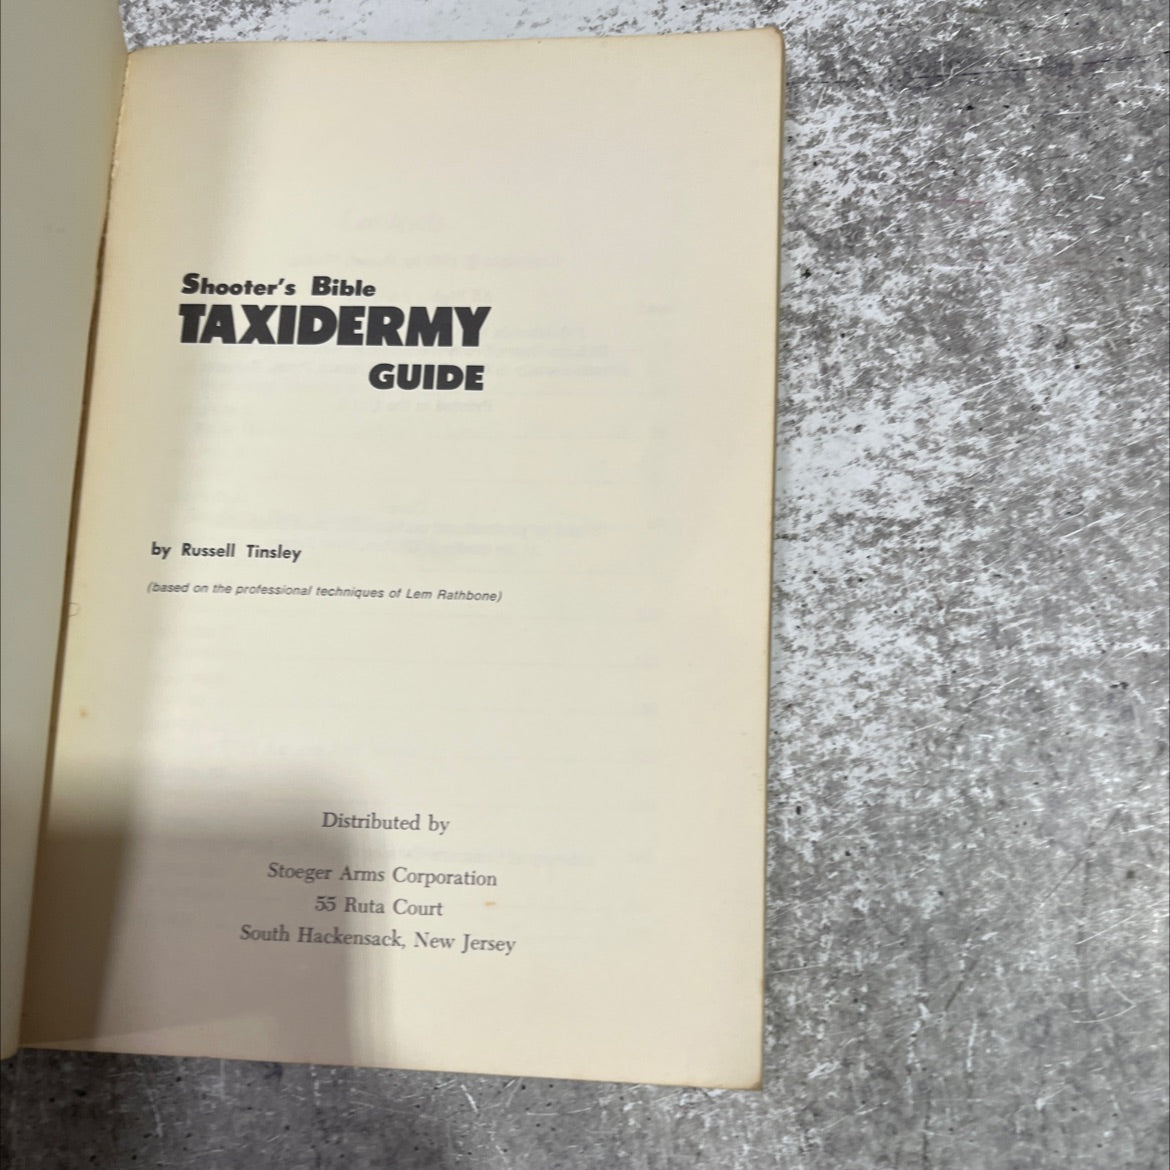 Shooter's Bible
TAXIDERMY
GUIDE
by Russell Tinsley
(based on the professional techniques of Lem Rathbone)
Distributed by
Stoeger Arms Corporation
55 Ruta Court
South Hackensack, New Jersey